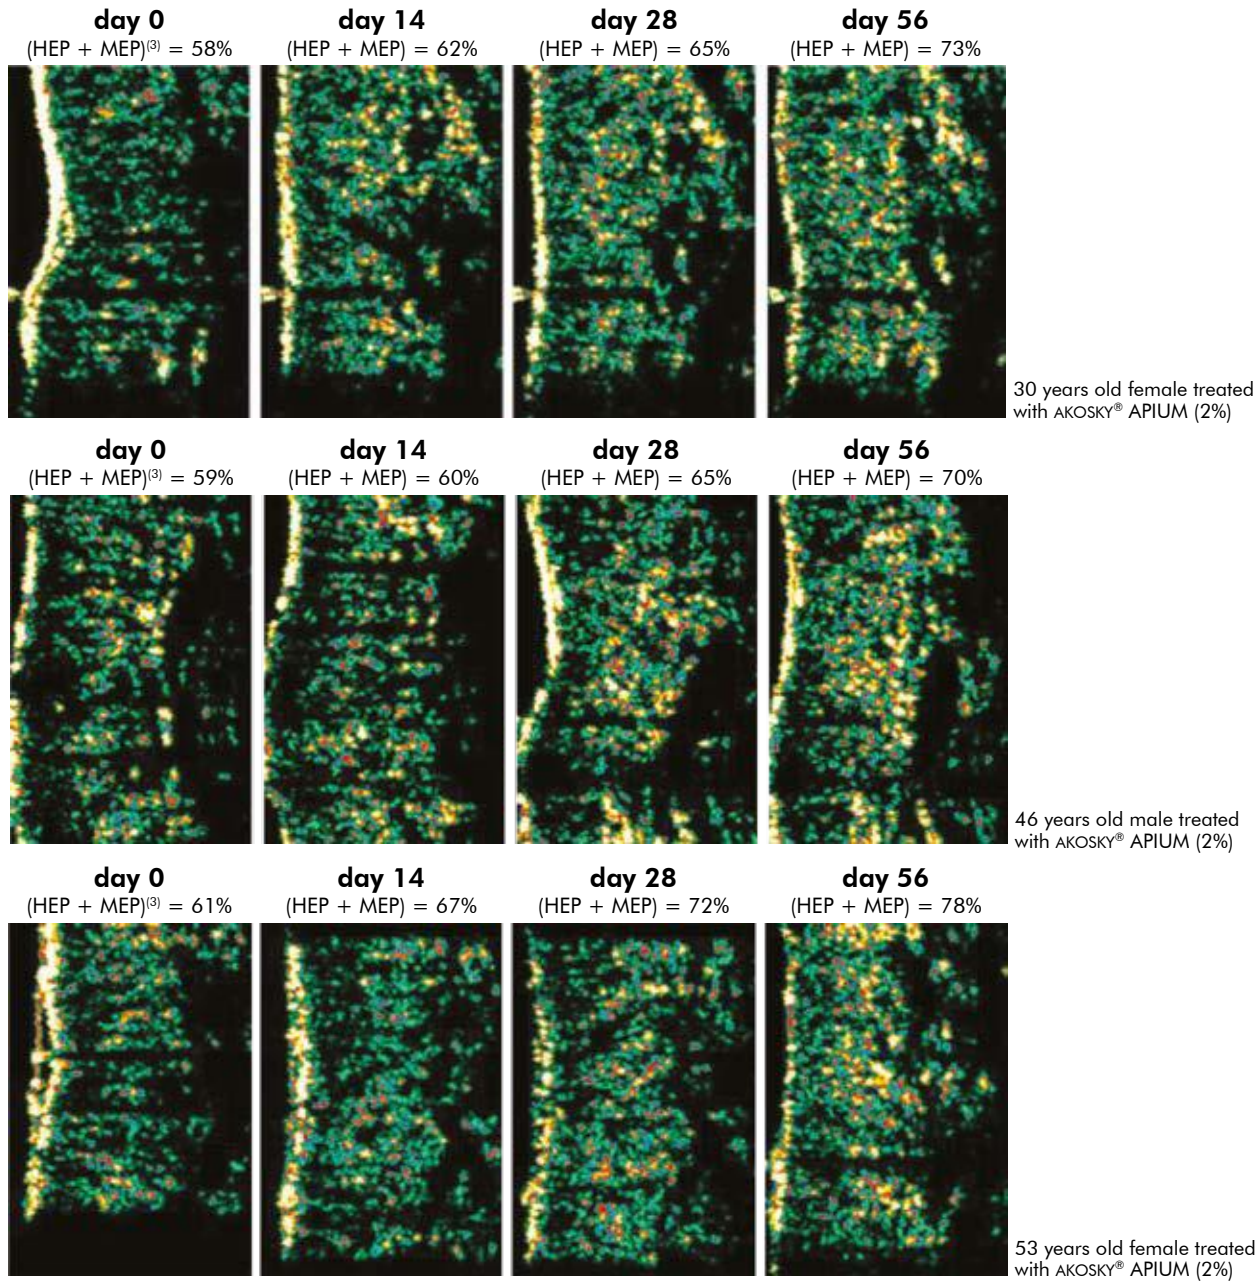 day 0
(HEP + MEP)⁽³⁾ = 58%
day 14
(HEP + MEP) = 62%
day 28
(HEP + MEP) = 65%
day 56
(HEP + MEP) = 73%
30 years old female treated
with AKOSKY® APIUM (2%)
day 0
(HEP + MEP)⁽³⁾ = 59%
day 14
(HEP + MEP) = 60%
day 28
(HEP + MEP) = 65%
day 56
(HEP + MEP) = 70%
46 years old male treated
with AKOSKY® APIUM (2%)
day 0
(HEP + MEP)⁽³⁾ = 61%
day 14
(HEP + MEP) = 67%
day 28
(HEP + MEP) = 72%
day 56
(HEP + MEP) = 78%
53 years old female treated
with AKOSKY® APIUM (2%)